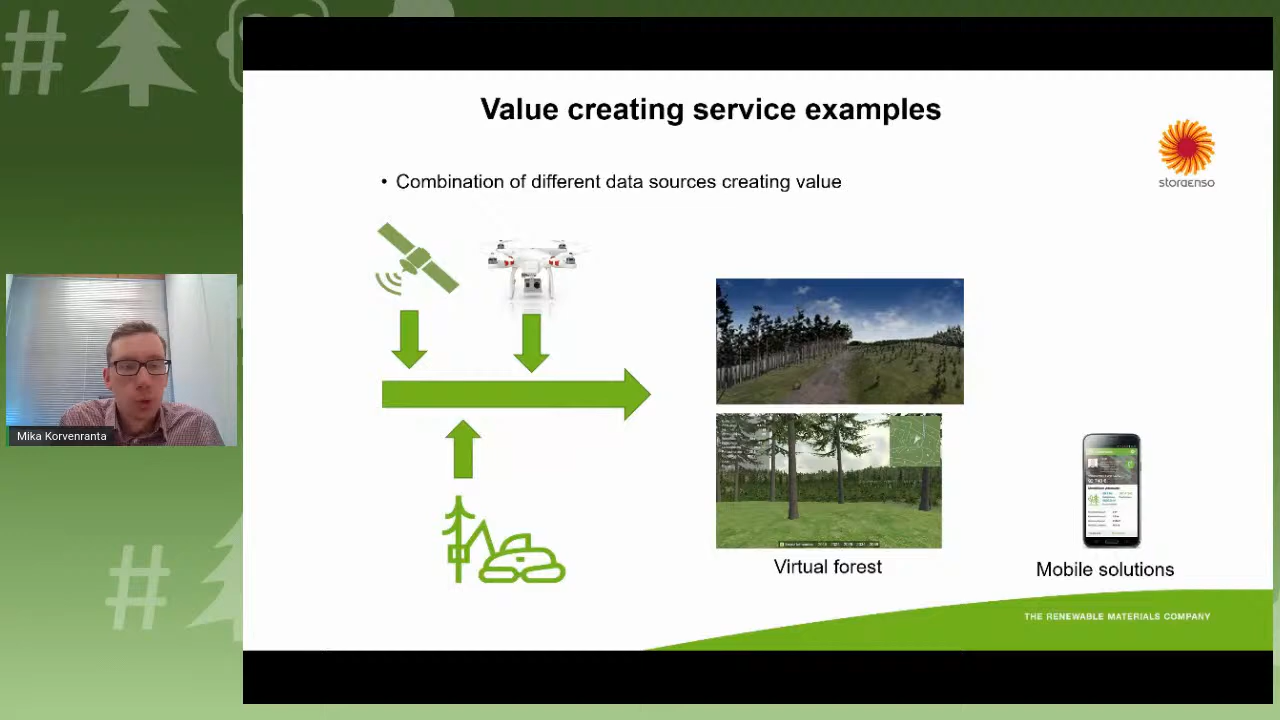 Value creating service examples
• Combination of different data sources creating value
storaenso
Mika Korvenranta
Virtual forest
Mobile solutions
THE RENEWABLE MATERIALS COMPANY
#
#